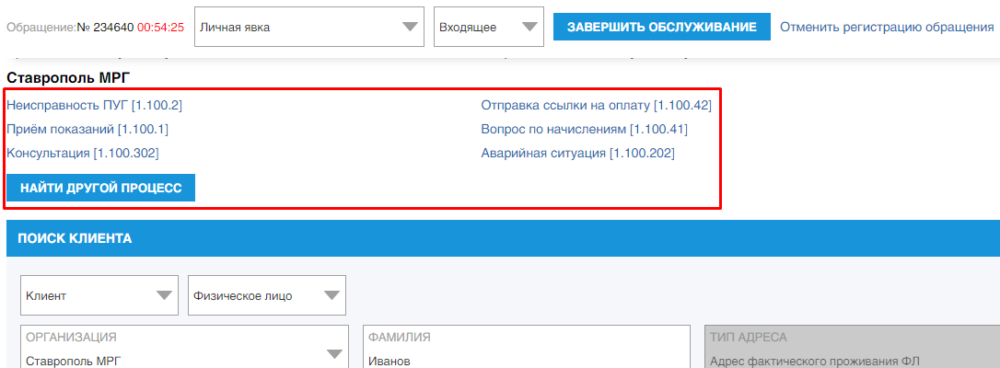 Обращение:№ 234640 00:54:25 Личная явка Входящее ЗАВЕРШИТЬ ОБСЛУЖИВАНИЕ Отменить регистрацию обращения
Ставрополь МРГ
Неисправность ПУГ [1.100.2] Отправка ссылки на оплату [1.100.42]
Приём показаний [1.100.1] Вопрос по начислениям [1.100.41]
Консультация [1.100.302] Аварийная ситуация [1.100.202]
НАЙТИ ДРУГОЙ ПРОЦЕСС
ПОИСК КЛИЕНТА
Клиент Физическое лицо
ОРГАНИЗАЦИЯ ФАМИЛИЯ ТИП АДРЕСА
Ставрополь МРГ Иванов Адрес фактического проживания ФЛ